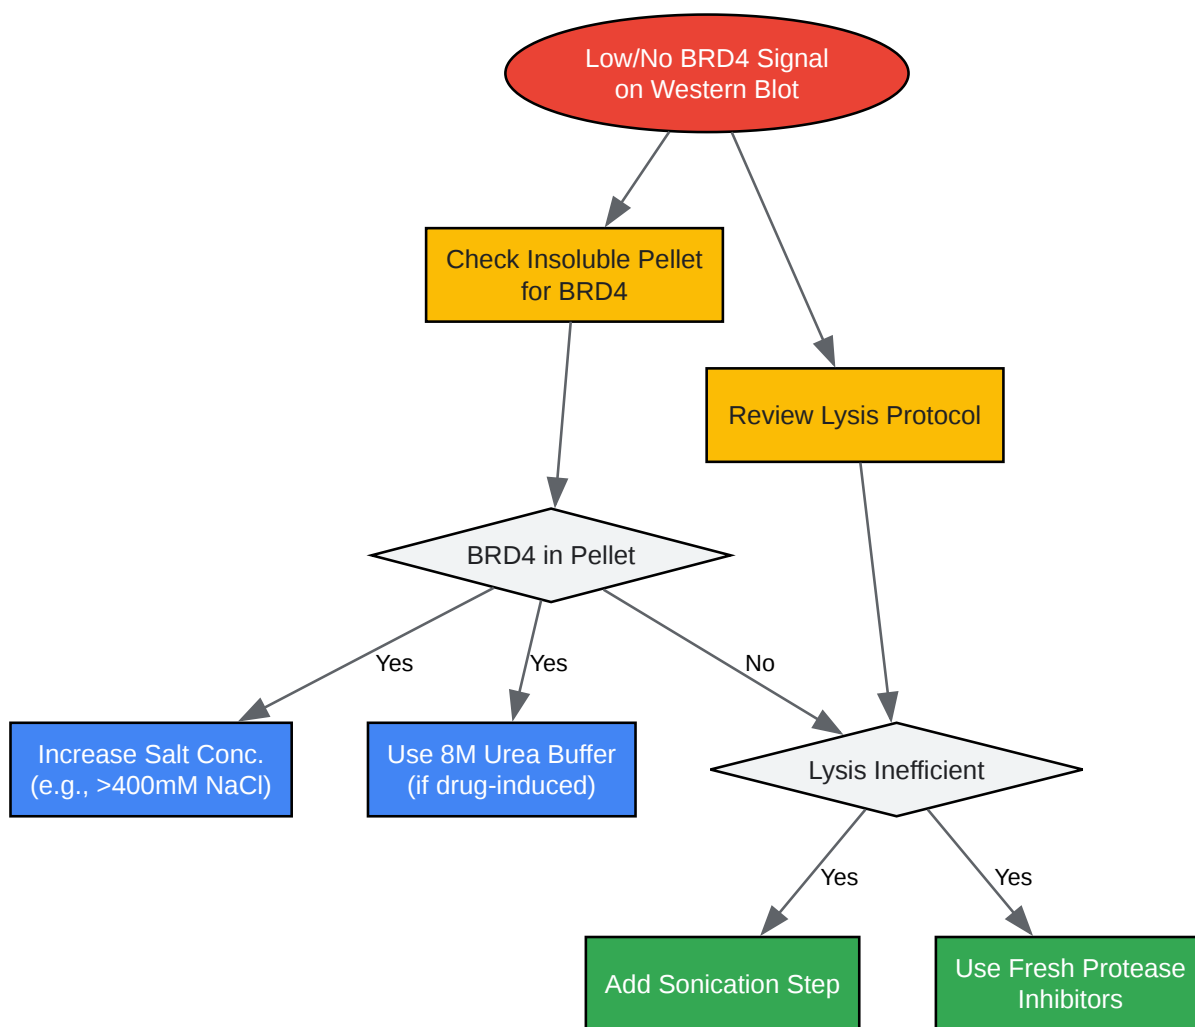 Low/No BRD4 Signal
on Western Blot
Check Insoluble Pellet
for BRD4
Review Lysis Protocol
BRD4 in Pellet
Yes
Yes
No
Increase Salt Conc.
(e.g., >400mM NaCl)
Use 8M Urea Buffer
(if drug-induced)
Lysis Inefficient
Yes
Yes
Add Sonication Step
Use Fresh Protease
Inhibitors